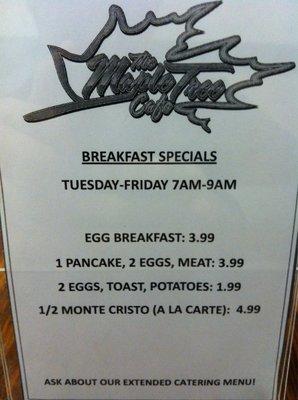 The
Maple Tree
Cafe
BREAKFAST SPECIALS
TUESDAY-FRIDAY 7AM-9AM
EGG BREAKFAST: 3.99
1 PANCAKE, 2 EGGS, MEAT: 3.99
2 EGGS, TOAST, POTATOES: 1.99
1/2 MONTE CRISTO (A LA CARTE): 4.99
ASK ABOUT OUR EXTENDED CATERING MENU!